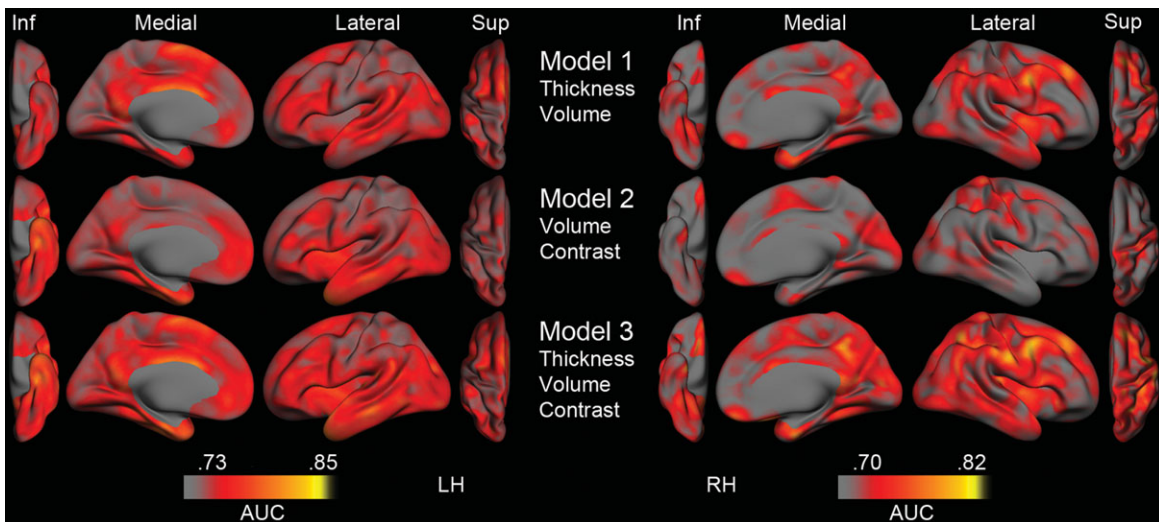 Inf Medial Lateral Sup Inf Medial Lateral Sup
Model 1
Thickness
Volume
Model 2
Volume
Contrast
Model 3
Thickness
Volume
Contrast
.73 .85 .70 .82
LH RH
AUC AUC